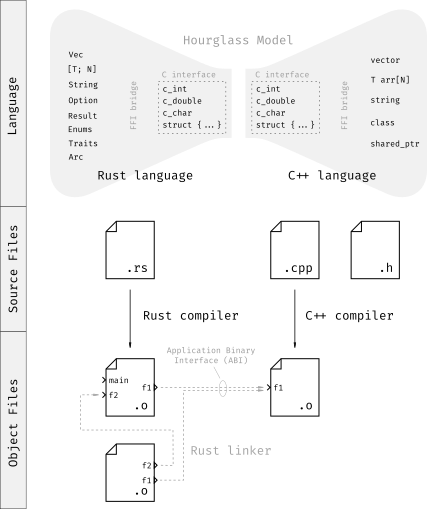 Language
Hourglass Model
Vec
[T; N]
String
Option
Result
Enums
Traits
Arc
FFI bridge
C interface
c_int
c_double
c_char
struct {...}
C interface
c_int
c_double
c_char
struct {...}
FFI bridge
vector
T arr[N]
string
class
shared_ptr
Rust language
C++ language
Source Files
.rs
.cpp
.h
Rust compiler
C++ compiler
Object Files
Application Binary
Interface (ABI)
main
f2
f1
.o
f1
.o
Rust linker
f2
f1
.o